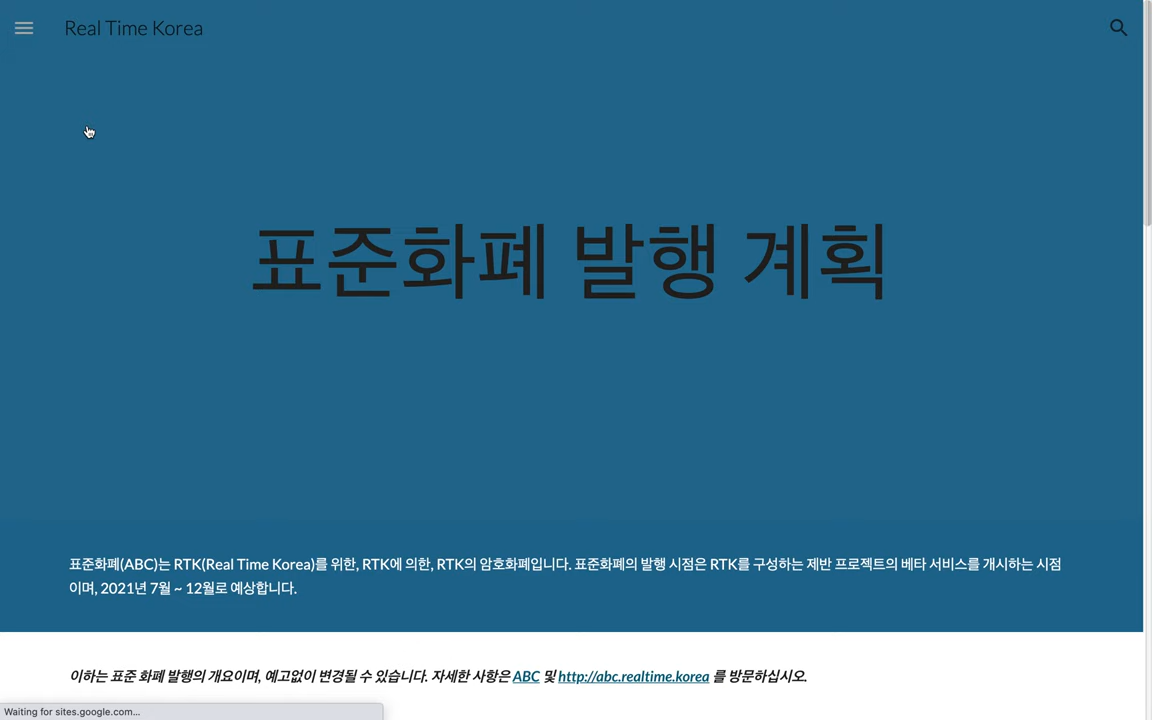 Real Time Korea
표준화폐 발행 계획
표준화폐(ABC)는 RTK(Real Time Korea)를 위한, RTK에 의한, RTK의 암호화폐입니다. 표준화폐의 발행 시점은 RTK를 구성하는 제반 프로젝트의 베타 서비스를 개시하는 시점
이며, 2021년 7월 ~ 12월로 예상합니다.
이하는 표준 화폐 발행의 개요이며, 예고없이 변경될 수 있습니다. 자세한 사항은 ABC 및 http://abc.realtime.korea 를 방문하십시오.
Waiting for sites.google.com...